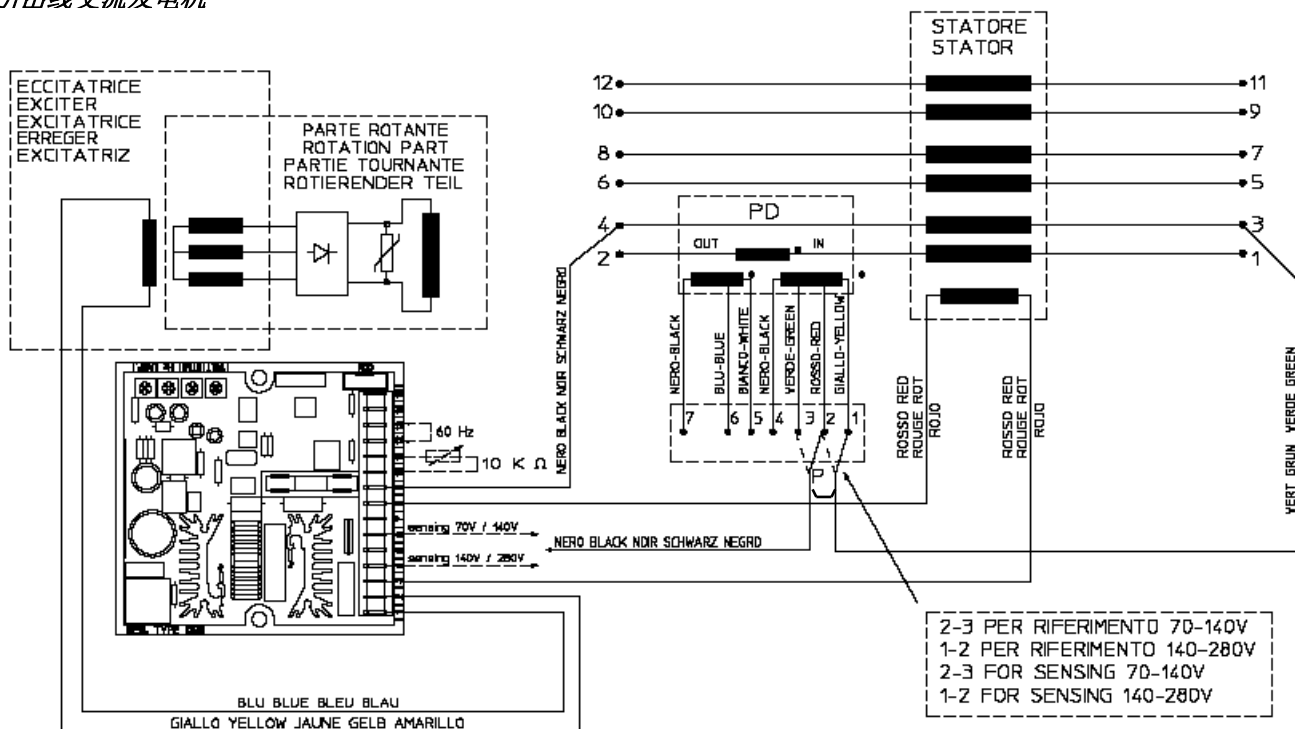 ECCITATRICE
EXCITER
EXCITATRICE
ERREGER
EXCITATRIZ
PARTE ROTANTE
ROTATION PART
PARTIE TOURNANTE
ROTIERENDER TEIL
STATORE
STATOR
12
11
10
9
8
7
6
5
4
3
2
1
PD
OUT
IN
NERO-BLACK
BLU-BLUE
BIANCO-WHITE
NERO-BLACK
VERDE-GREEN
ROSSO-RED
GIALLO-YELLOW
7
6
5
4
3
2
1
P
NERO BLACK NOIR SCHWARZ NEGRO
ROSSO RED
ROUGE ROT
ROJO
ROSSO RED
ROUGE ROT
ROJO
VERT GRUN VERDE GREEN
60 Hz
10 K Ω
sensing 70V / 140V
NERO BLACK NOIR SCHWARZ NEGRO
sensing 140V / 280V
2-3 PER RIFERIMENTO 70-140V
1-2 PER RIFERIMENTO 140-280V
2-3 FOR SENSING 70-140V
1-2 FOR SENSING 140-280V
BLU BLUE BLEU BLAU
GIALLO YELLOW JAUNE GELB AMARILLO